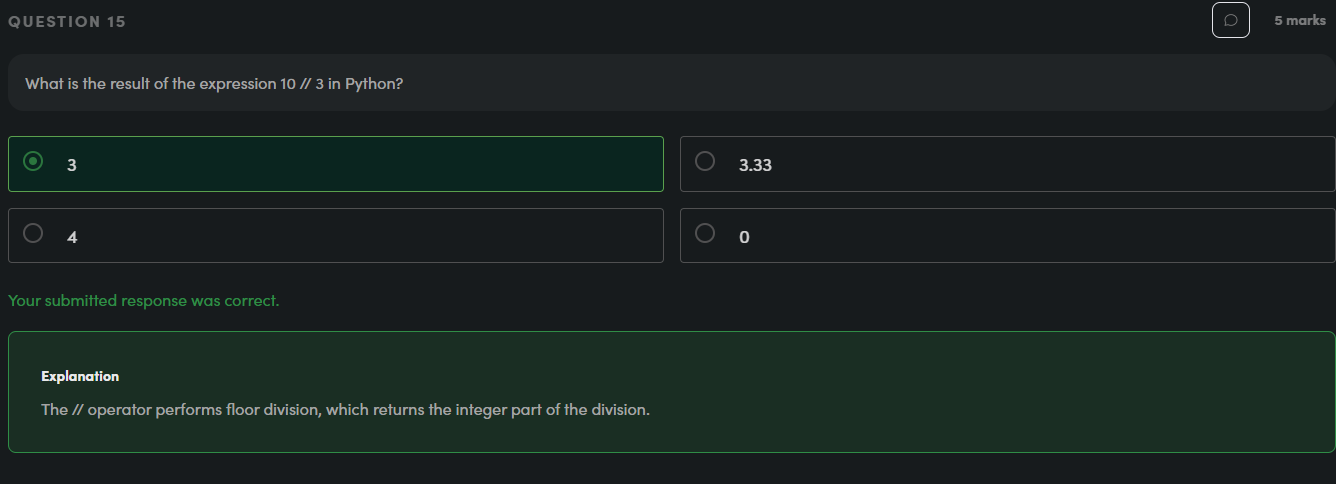 QUESTION 15
5 marks
What is the result of the expression 10 // 3 in Python?
3
3.33
4
0
Your submitted response was correct.
Explanation
The // operator performs floor division, which returns the integer part of the division.